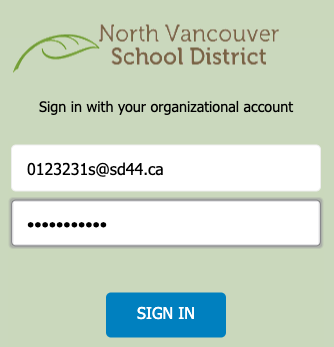 North Vancouver
School District
Sign in with your organizational account
0123231s@sd44.ca
•••••••••••
SIGN IN